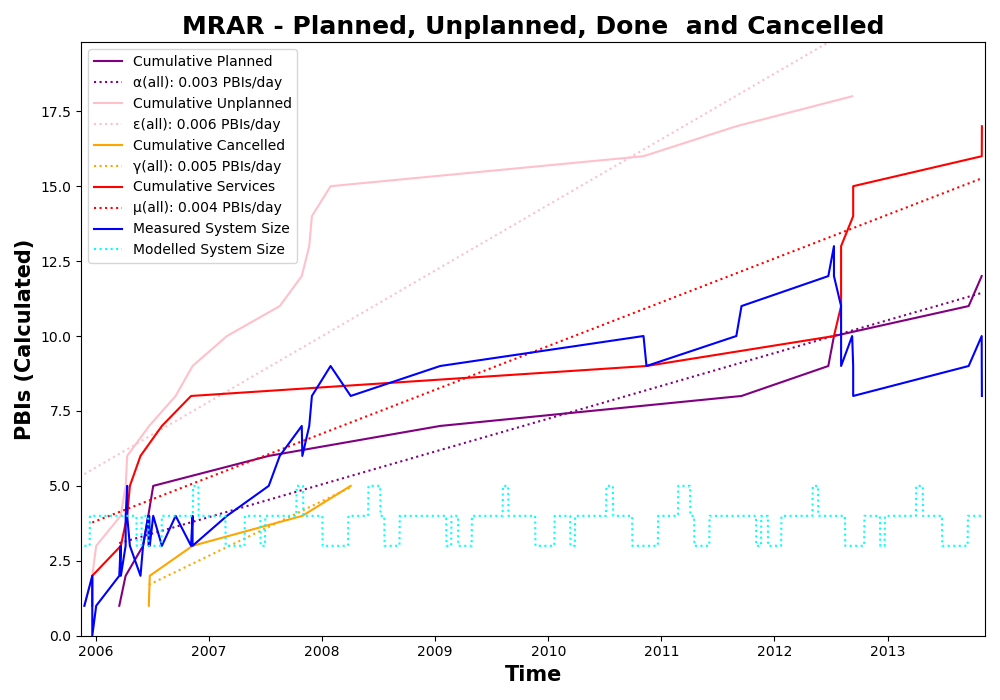 MRAR - Planned, Unplanned, Done  and Cancelled
Cumulative Planned
α(all): 0.003 PBIs/day
Cumulative Unplanned
ε(all): 0.006 PBIs/day
Cumulative Cancelled
γ(all): 0.005 PBIs/day
Cumulative Services
μ(all): 0.004 PBIs/day
Measured System Size
Modelled System Size
PBIs (Calculated)
17.5
15.0
12.5
10.0
7.5
5.0
2.5
0.0
2006 2007 2008 2009 2010 2011 2012 2013
Time